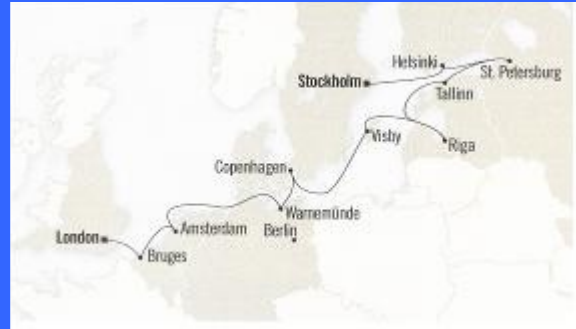 Helsinki
St. Petersburg
Stockholm
Tallinn
Visby
Riga
Copenhagen
Warnemünde
Amsterdam
Berlin
London
Bruges